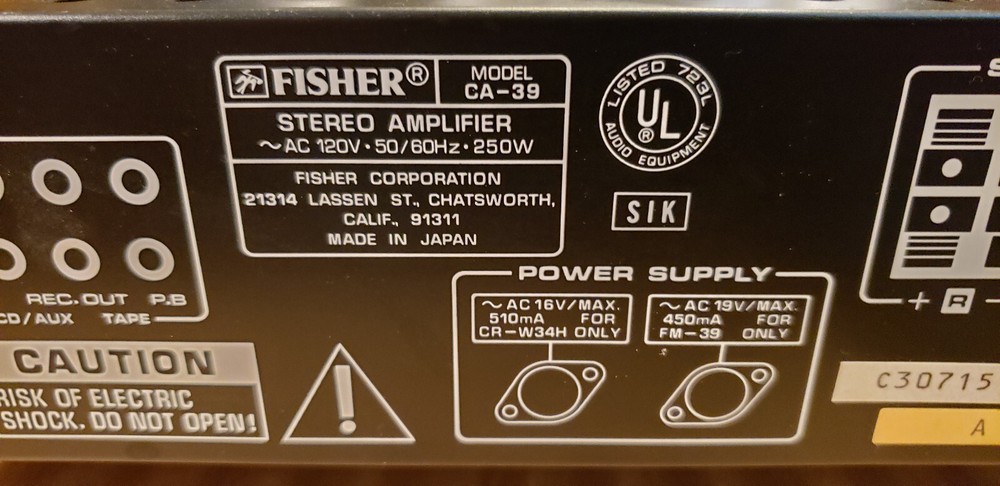 FISHER®
MODEL
CA-39
STEREO AMPLIFIER
~AC 120V·50/60Hz·250W
FISHER CORPORATION
21314 LASSEN ST., CHATSWORTH,
CALIF., 91311
MADE IN JAPAN
LISTED 723L
UL®
AUDIO EQUIPMENT
SIK
REC. OUT P.B
CD/AUX TAPE
CAUTION
RISK OF ELECTRIC
SHOCK. DO NOT OPEN!
POWER SUPPLY
~AC 16V/MAX.
510mA FOR
CR-W34H ONLY
~AC 19V/MAX.
450mA FOR
FM-39 ONLY
+ R -
C30715
A